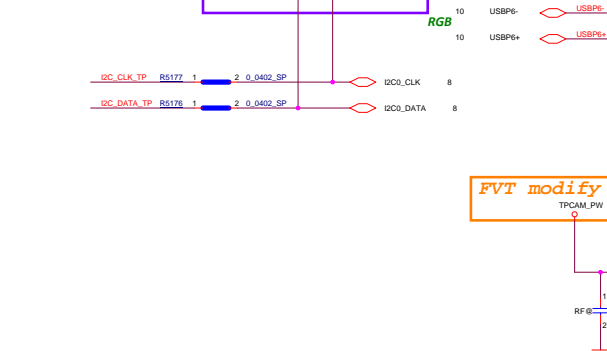 10 USBP6- USBP6-
RGB
10 USBP6+ USBP6+
I2C_CLK_TP R5177 1 2 0_0402_SP I2C0_CLK 8
I2C_DATA_TP R5176 1 2 0_0402_SP I2C0_DATA 8
FVT modify
TPCAM_PW
1
RF@
2